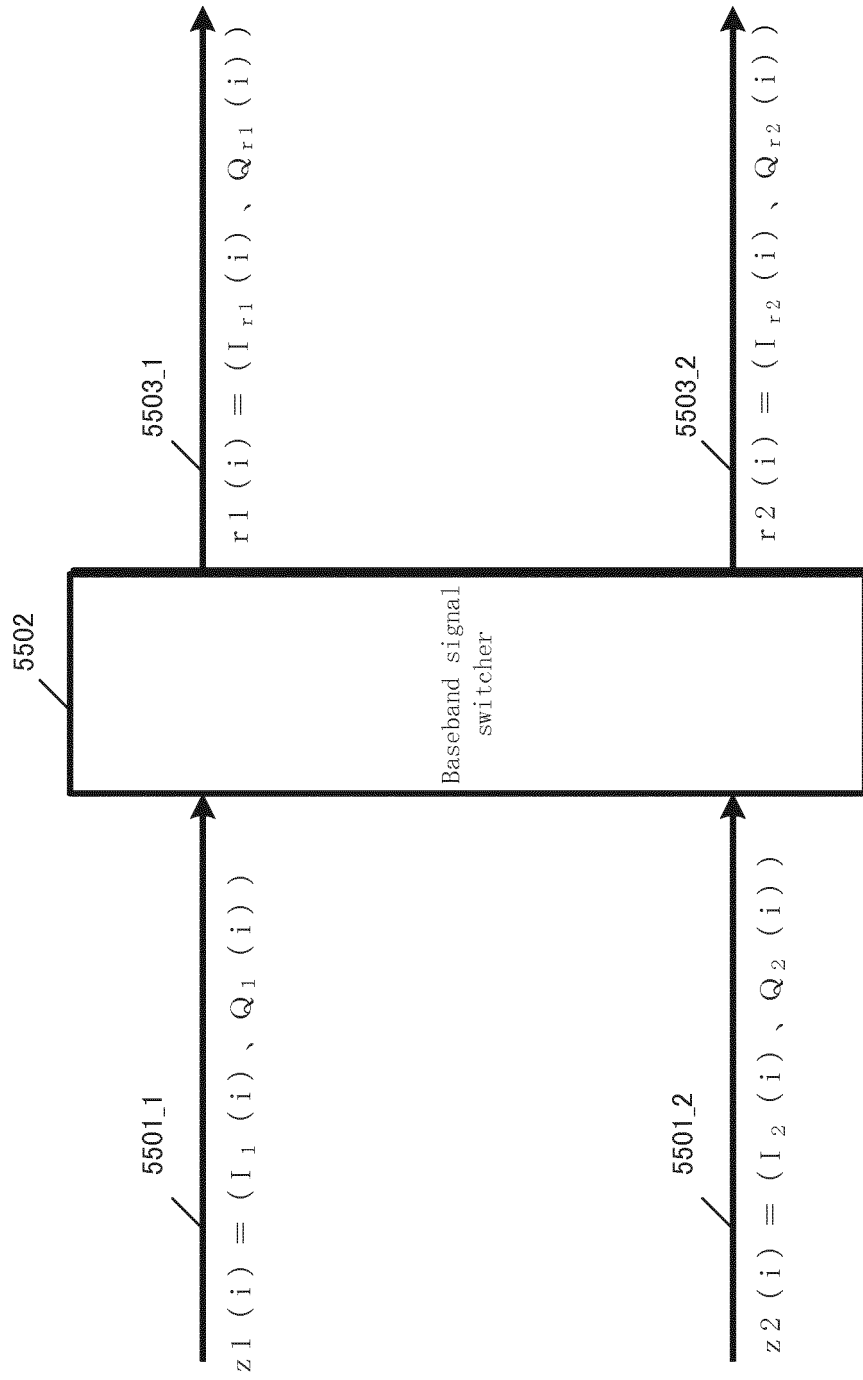 5501_1
z1(i)=(I₁(i)、Q₁(i))
5501_2
z2(i)=(I₂(i)、Q₂(i))
5502
Baseband signal
switcher
5503_1
r1(i)=(Iᵣ₁(i)、Qᵣ₁(i))
5503_2
r2(i)=(Iᵣ₂(i)、Qᵣ₂(i))